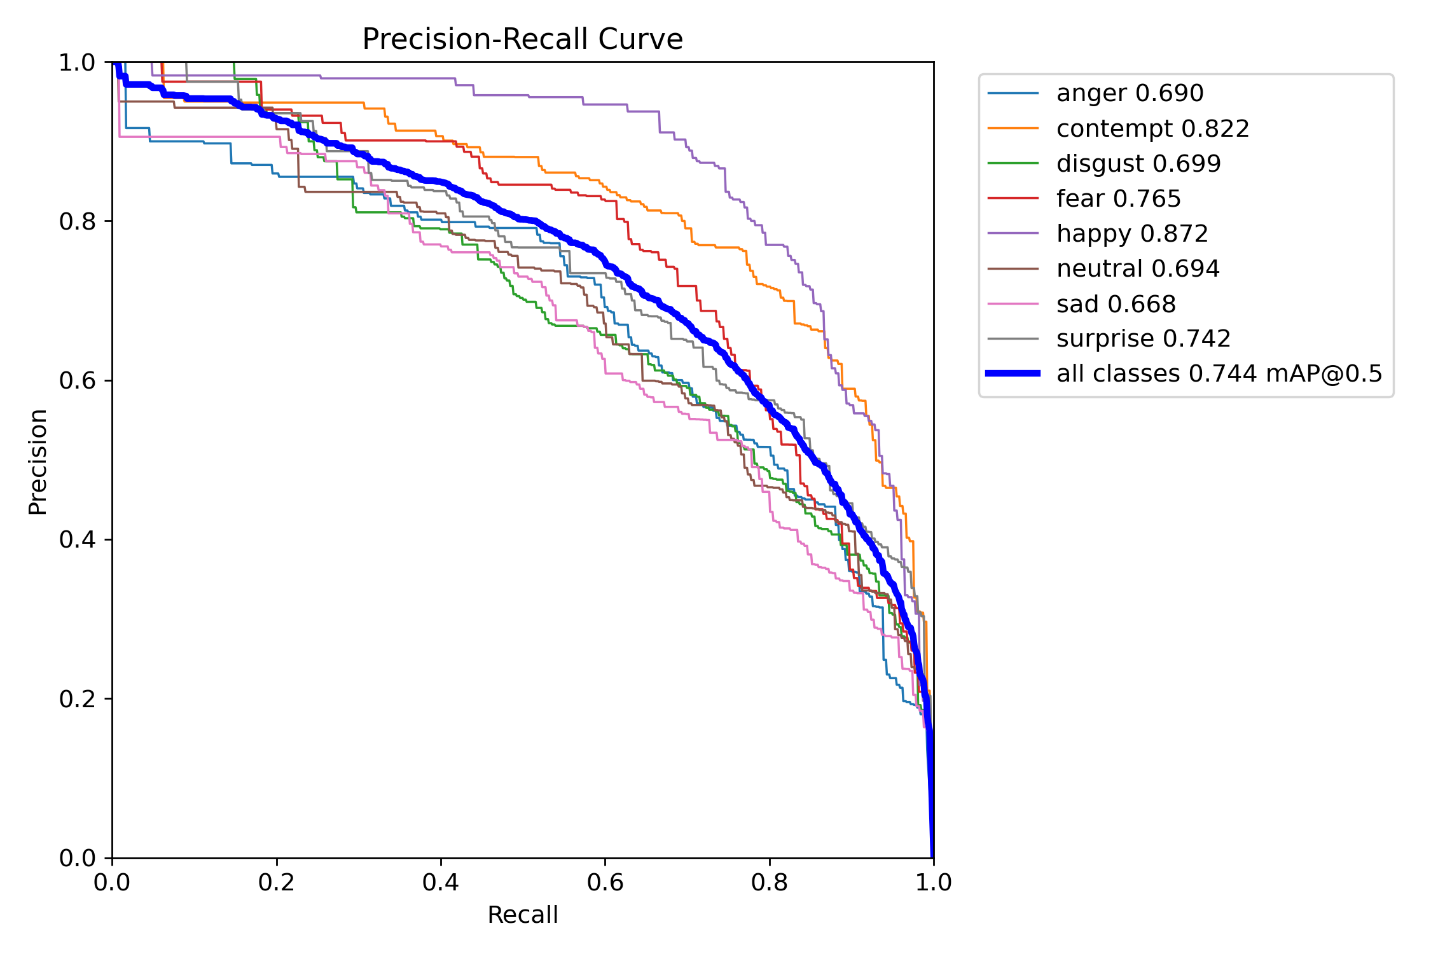 Precision-Recall Curve
1.0
0.8
0.6
0.4
0.2
0.0
Precision
0.0 0.2 0.4 0.6 0.8 1.0
Recall
anger 0.690
contempt 0.822
disgust 0.699
fear 0.765
happy 0.872
neutral 0.694
sad 0.668
surprise 0.742
all classes 0.744 mAP@0.5